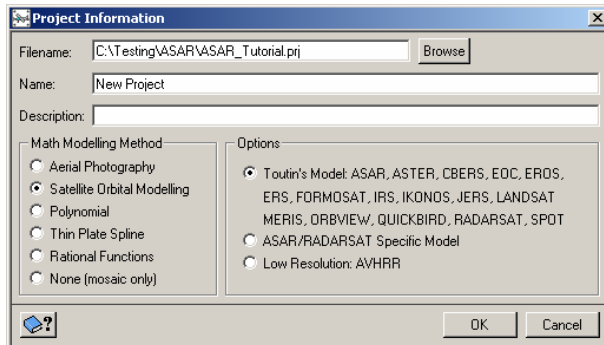 Project Information
Filename: C:\Testing\ASAR\ASAR_Tutorial.prj Browse
Name: New Project
Description:
Math Modelling Method
Aerial Photography
Satellite Orbital Modelling
Polynomial
Thin Plate Spline
Rational Functions
None (mosaic only)
Options
Toutin's Model: ASAR, ASTER, CBERS, EOC, EROS,
ERS, FORMOSAT, IRS, IKONOS, JERS, LANDSAT
MERIS, ORBVIEW, QUICKBIRD, RADARSAT, SPOT
ASAR/RADARSAT Specific Model
Low Resolution: AVHRR
?
OK Cancel